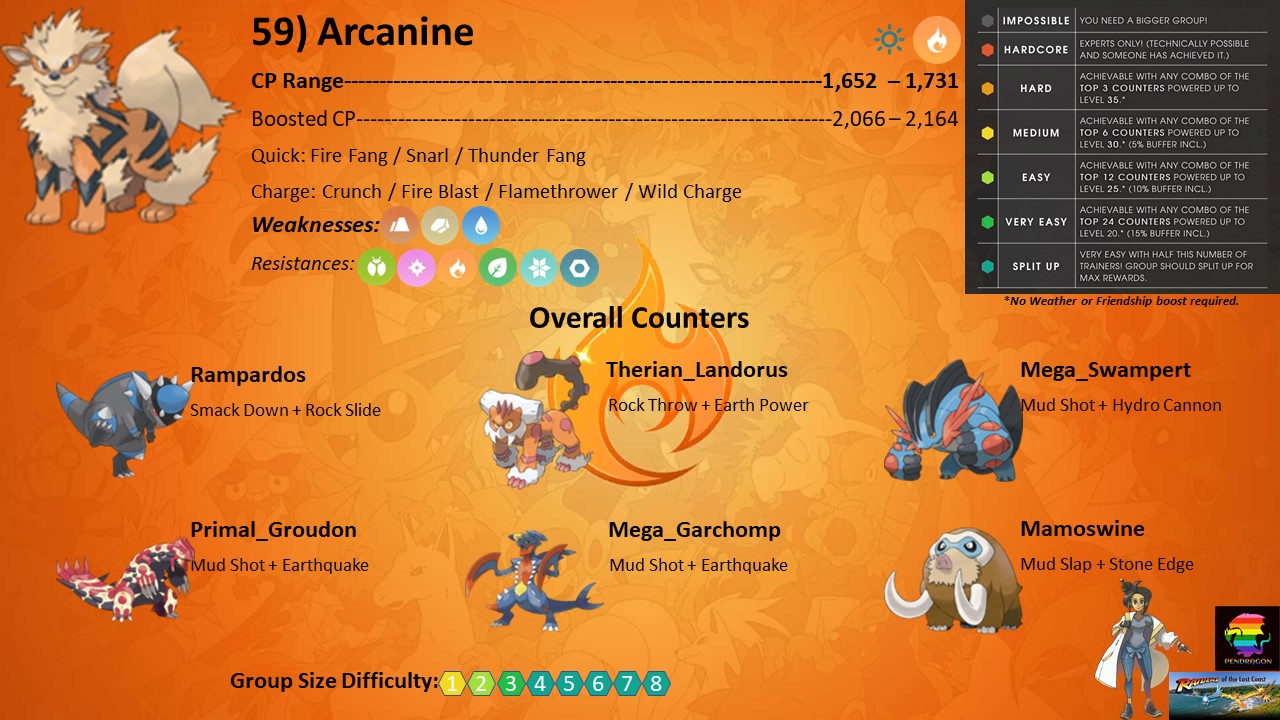 59) Arcanine
CP Range--------------------------------------------------------------------1,652 – 1,731
Boosted CP--------------------------------------------------------------------2,066 – 2,164
Quick: Fire Fang / Snarl / Thunder Fang
Charge: Crunch / Fire Blast / Flamethrower / Wild Charge
Weaknesses:
Resistances:
IMPOSSIBLE YOU NEED A BIGGER GROUP!
HARDCORE EXPERTS ONLY! (TECHNICALLY POSSIBLE
AND SOMEONE HAS ACHIEVED IT.)
HARD ACHIEVABLE WITH ANY COMBO OF THE
TOP 3 COUNTERS POWERED UP TO
LEVEL 35.*
MEDIUM ACHIEVABLE WITH ANY COMBO OF THE
TOP 6 COUNTERS POWERED UP TO
LEVEL 30.* (5% BUFFER INCL.)
EASY ACHIEVABLE WITH ANY COMBO OF THE
TOP 12 COUNTERS POWERED UP TO
LEVEL 25.* (10% BUFFER INCL.)
VERY EASY ACHIEVABLE WITH ANY COMBO OF THE
TOP 24 COUNTERS POWERED UP TO
LEVEL 20.* (15% BUFFER INCL.)
SPLIT UP VERY EASY WITH HALF THIS NUMBER OF
TRAINERS! GROUP SHOULD SPLIT UP FOR
MAX REWARDS.
*No Weather or Friendship boost required.
Overall Counters
Rampardos
Smack Down + Rock Slide
Therian_Landorus
Rock Throw + Earth Power
Mega_Swampert
Mud Shot + Hydro Cannon
Primal_Groudon
Mud Shot + Earthquake
Mega_Garchomp
Mud Shot + Earthquake
Mamoswine
Mud Slap + Stone Edge
Group Size Difficulty: 1 2 3 4 5 6 7 8
PENDRAGON
RAIDERS of the Lost Coast